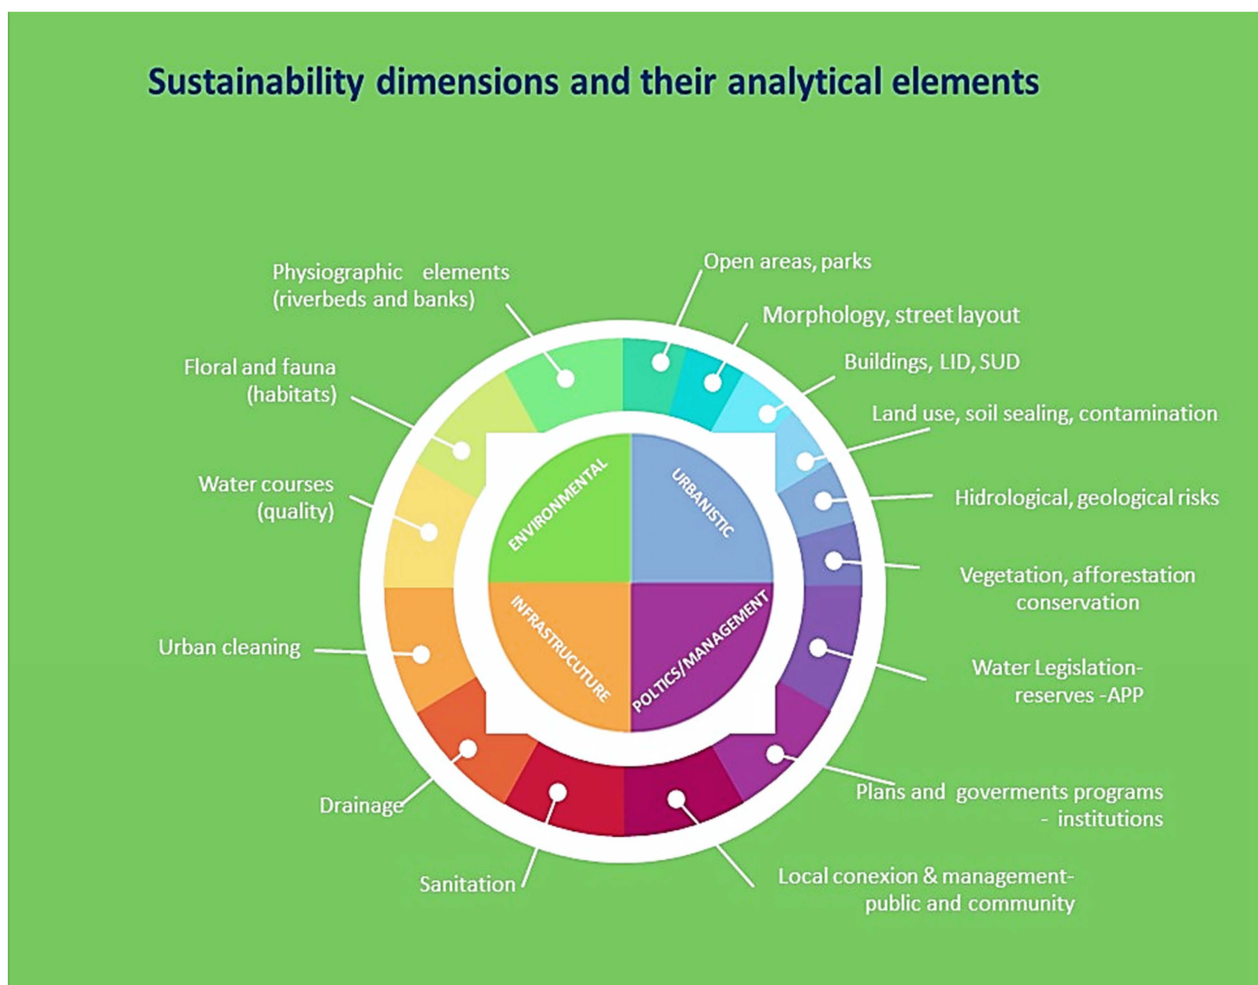 Sustainability dimensions and their analytical elements
Physiographic elements
(riverbeds and banks)
Open areas, parks
Morphology, street layout
Floral and fauna
(habitats)
Buildings, LID, SUD
Land use, soil sealing, contamination
Water courses
(quality)
Hidrological, geological risks
ENVIRONMENTAL
URBANISTIC
Vegetation, afforestation
conservation
INFRASTRUCUTURE
POLTICS/MANAGEMENT
Urban cleaning
Water Legislation-
reserves -APP
Drainage
Plans and goverments programs
- institutions
Sanitation
Local conexion & management-
public and community